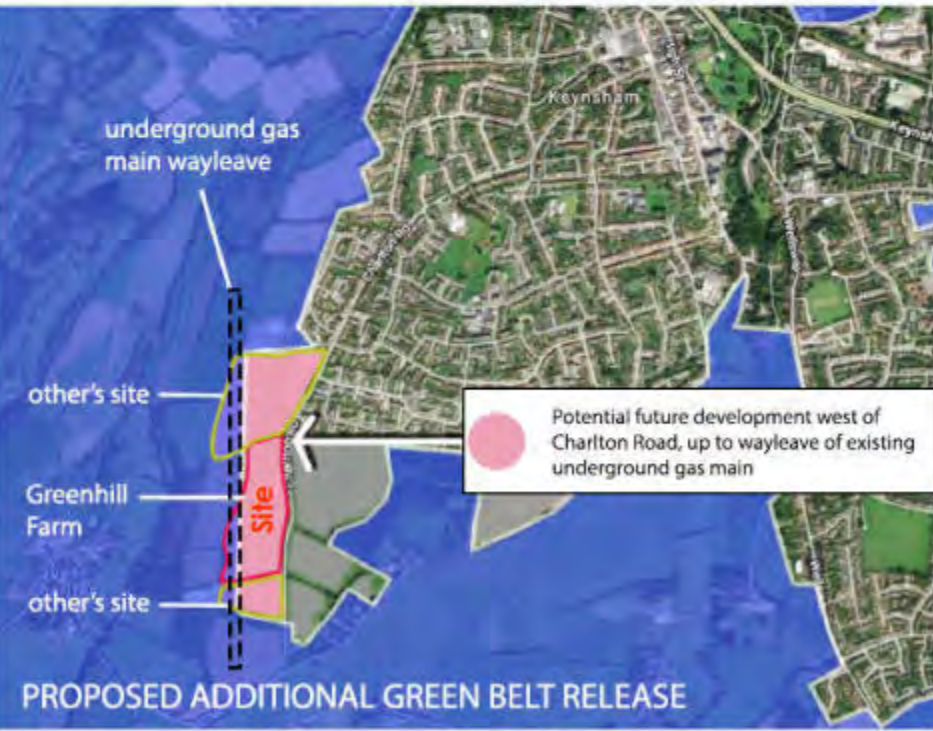 Keynsham
underground gas
main wayleave
other's site
Potential future development west of
Charlton Road, up to wayleave of existing
underground gas main
Greenhill
Farm
Site
other's site
PROPOSED ADDITIONAL GREEN BELT RELEASE